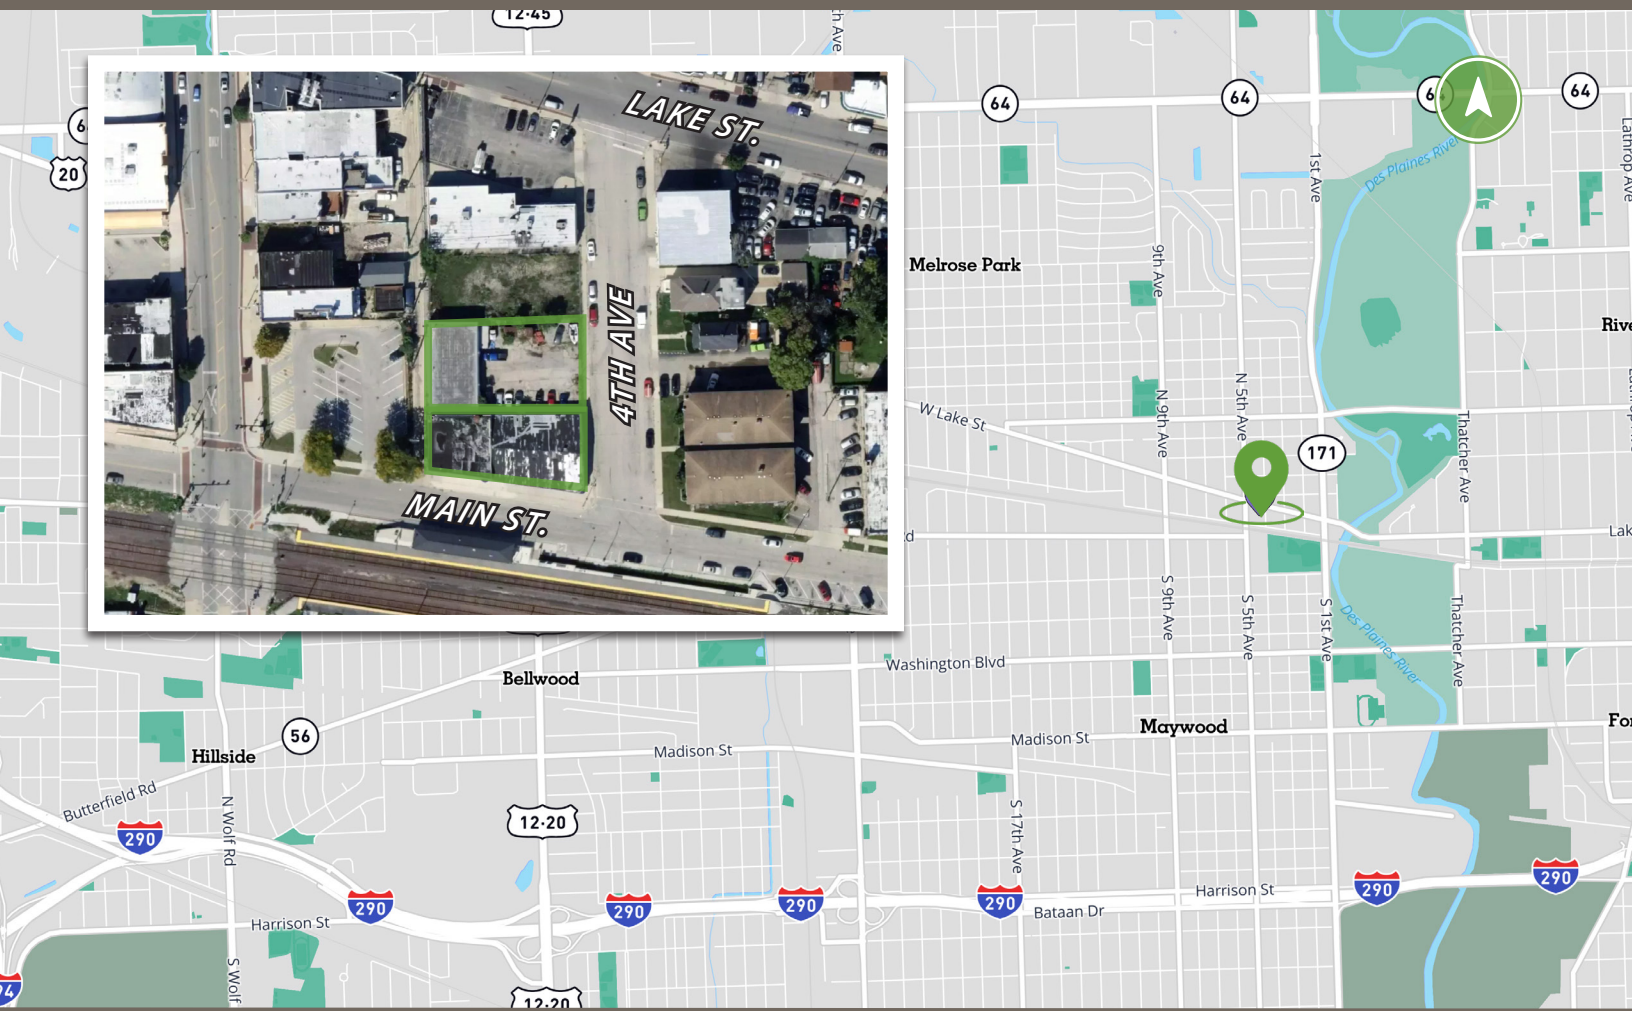 12·45
h Ave
64
64
64
20
LAKE ST.
4TH AVE
MAIN ST.
Des Plaines River
1st Ave
Lathrop Ave
Melrose Park
9th Ave
W Lake St
N 9th Ave
N 5th Ave
171
Thatcher Ave
S 9th Ave
S 5th Ave
S 1st Ave
Des Plaines River
Thatcher Ave
Washington Blvd
Bellwood
Maywood
56
Hillside
Madison St
Madison St
Butterfield Rd
290
N Wolf Rd
12·20
S 17th Ave
290
290
290
290
290
290
Harrison St
Harrison St
Bataan Dr
S Wolf
12·20